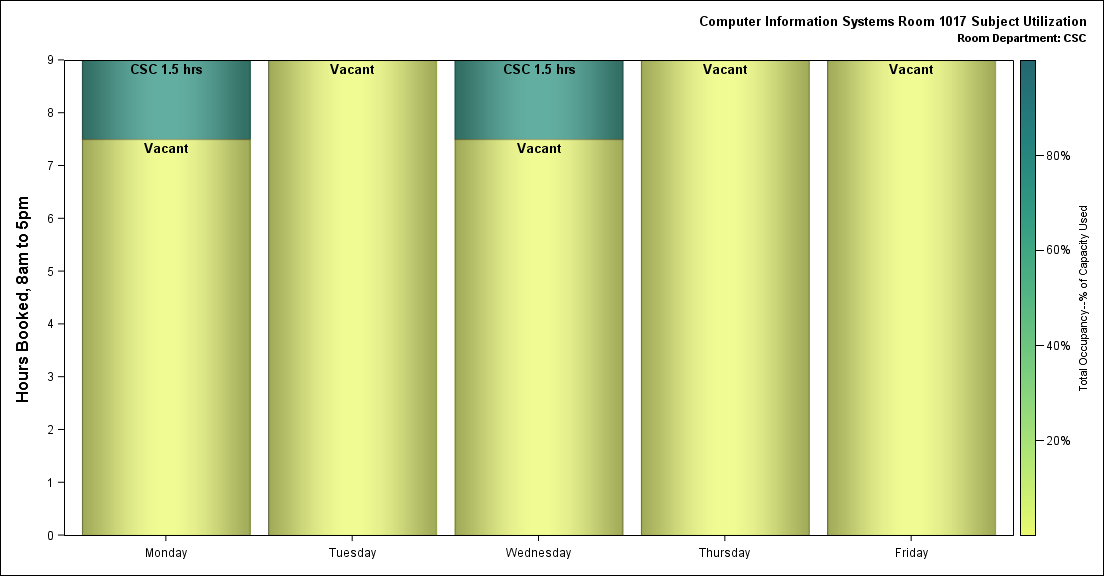 Computer Information Systems Room 1017 Subject Utilization
Room Department: CSC
Hours Booked, 8am to 5pm
9
8
7
6
5
4
3
2
1
0
CSC 1.5 hrs
Vacant
Vacant
CSC 1.5 hrs
Vacant
Vacant
Vacant
Monday
Tuesday
Wednesday
Thursday
Friday
80%
60%
40%
20%
Total Occupancy--% of Capacity Used